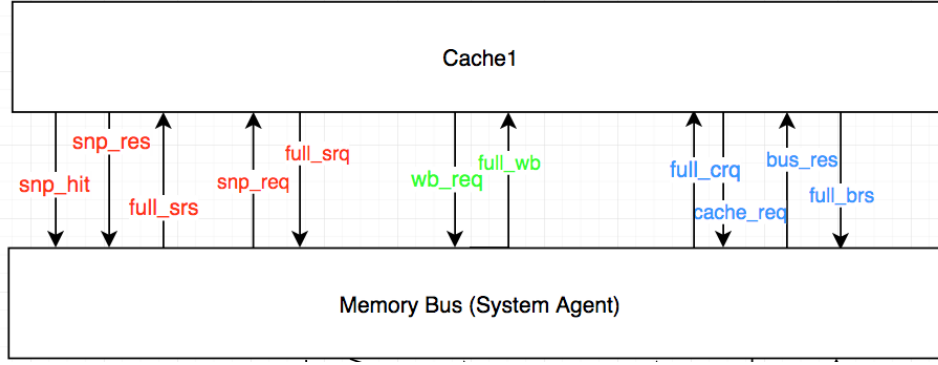 Cache1
snp_res
full_srq
full_wb
bus_res
full_crq
snp_hit
snp_req
wb_req
full_brs
full_srs
cache_req
Memory Bus (System Agent)